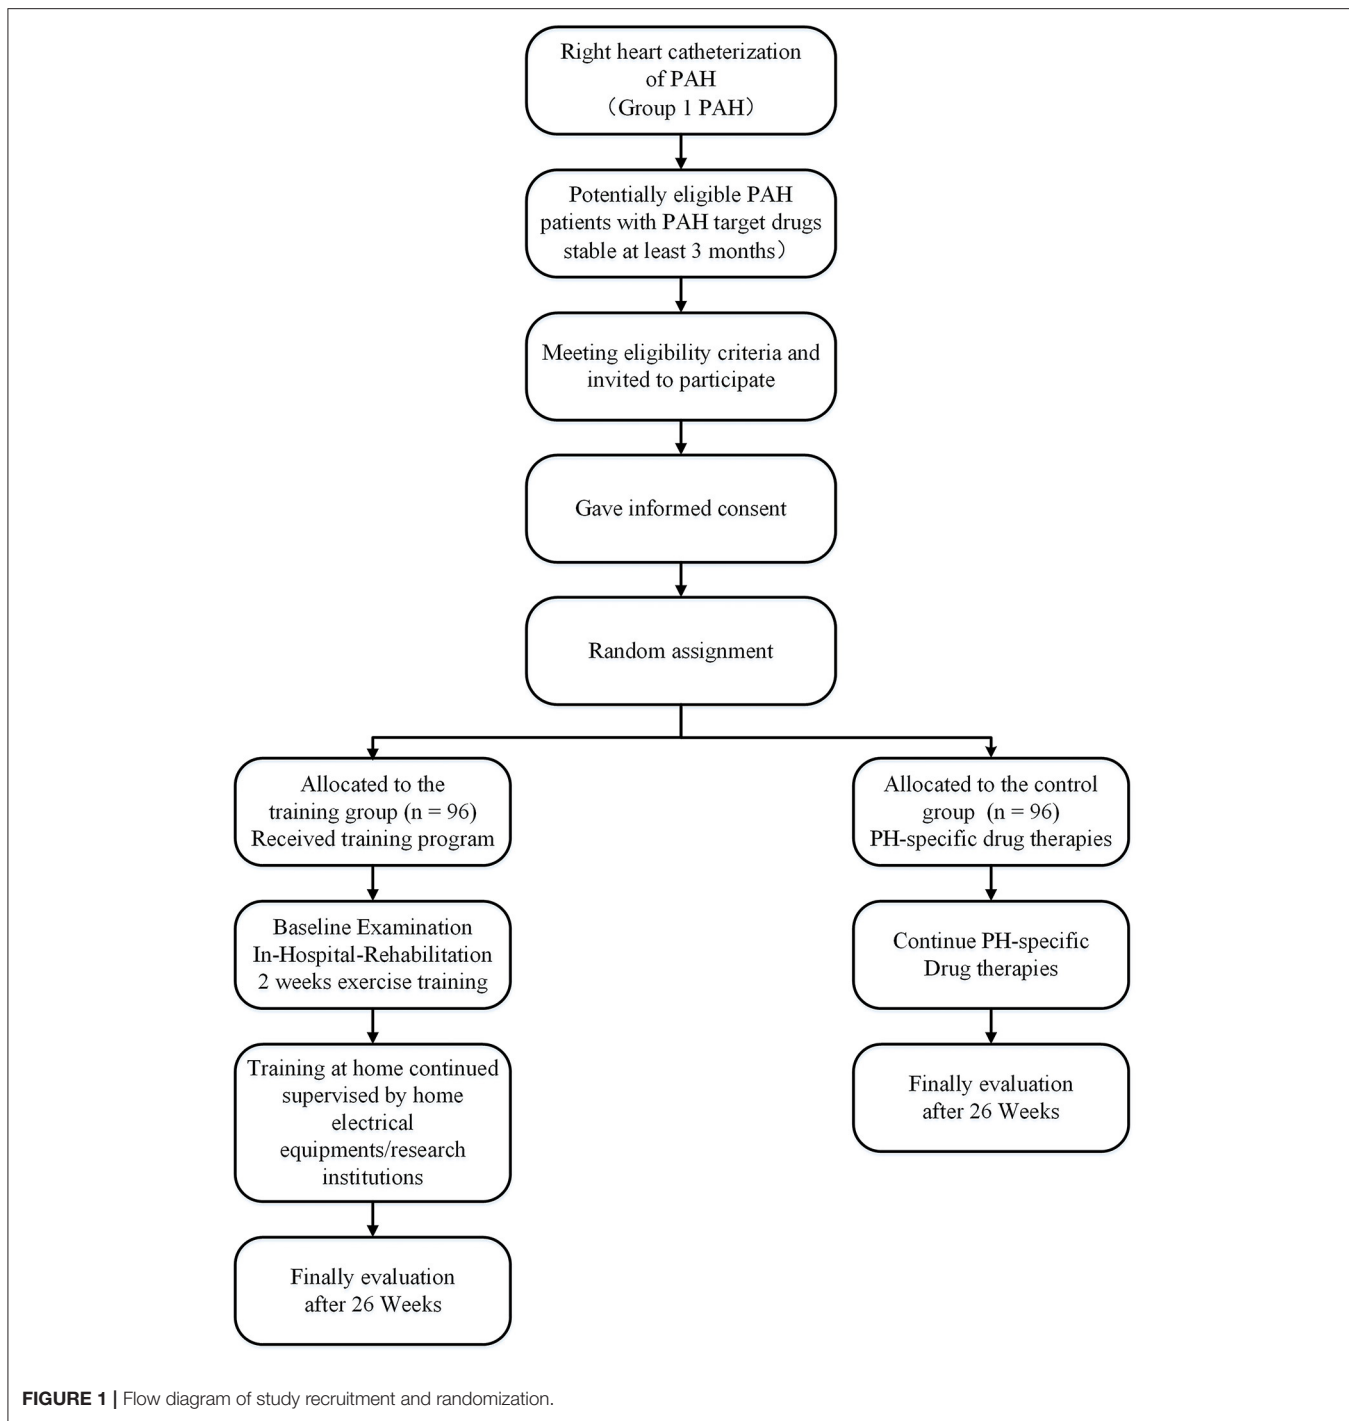 Right heart catheterization
of PAH
（Group 1 PAH）
Potentially eligible PAH
patients with PAH target drugs
stable at least 3 months）
Meeting eligibility criteria and
invited to participate
Gave informed consent
Random assignment
Allocated to the
training group (n = 96)
Received training program
Baseline Examination
In-Hospital-Rehabilitation
2 weeks exercise training
Training at home continued
supervised by home
electrical
equipments/research
institutions
Finally evaluation
after 26 Weeks
Allocated to the control
group (n = 96)
PH-specific drug therapies
Continue PH-specific
Drug therapies
Finally evaluation
after 26 Weeks
FIGURE 1 | Flow diagram of study recruitment and randomization.